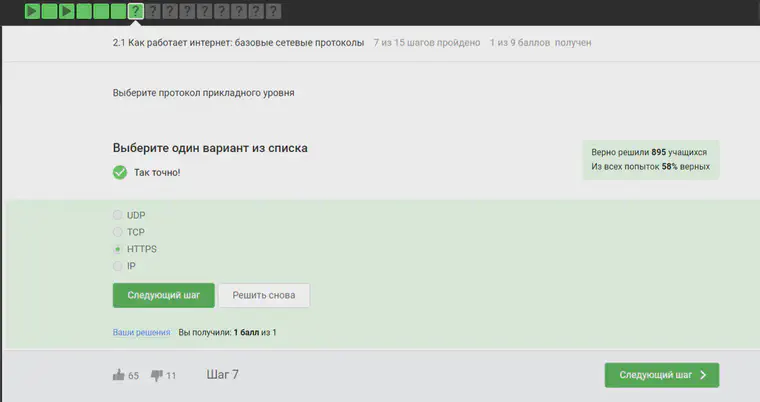 ? ? ? ? ? ? ? ? ?
2.1 Как работает интернет: базовые сетевые протоколы 7 из 15 шагов пройдено 1 из 9 баллов получен
Выберите протокол прикладного уровня
Выберите один вариант из списка
Верно решили 895 учащихся
Из всех попыток 58% верных
Так точно!
UDP
TCP
HTTPS
IP
Следующий шаг Решить снова
Ваши решения Вы получили: 1 балл из 1
65 11 Шаг 7 Следующий шаг